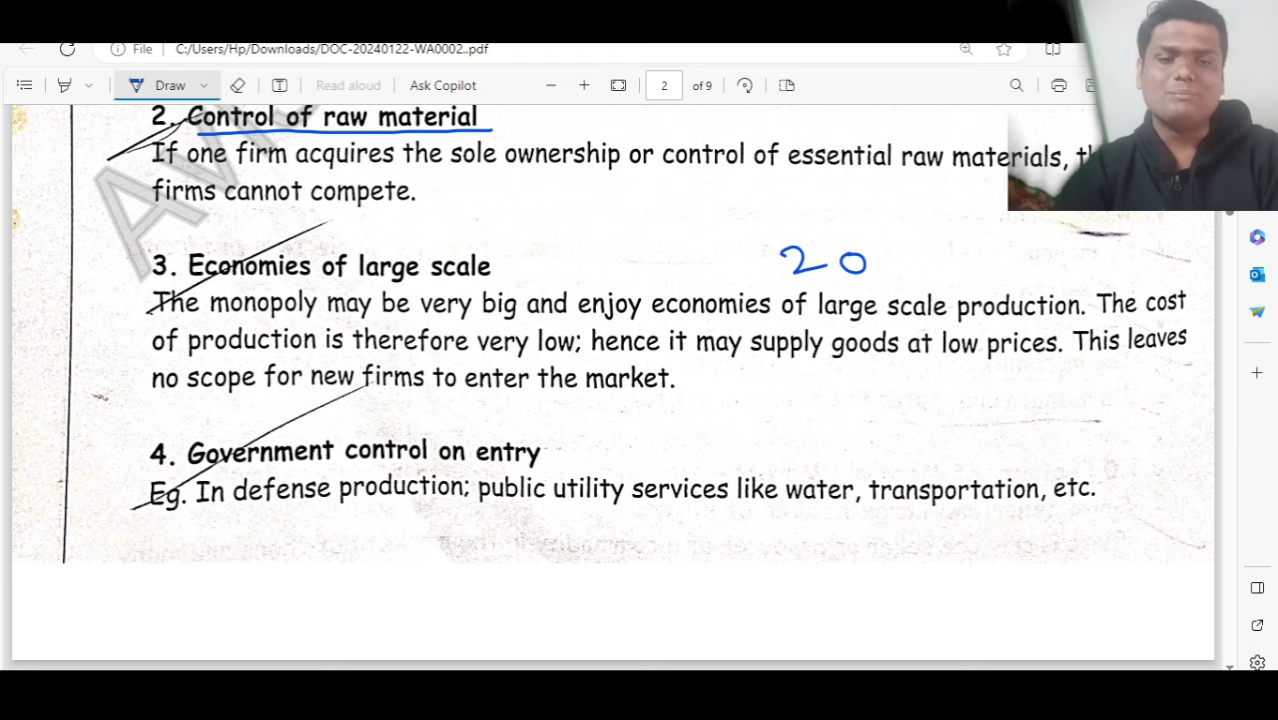 File C:/Users/Hp/Downloads/DOC-20240122-WA0002..pdf
Draw Read aloud Ask Copilot 2 of 9
2. Control of raw material
If one firm acquires the sole ownership or control of essential raw materials,
firms cannot compete.
20
3. Economies of large scale
The monopoly may be very big and enjoy economies of large scale production. The cost
of production is therefore very low; hence it may supply goods at low prices. This leaves
no scope for new firms to enter the market.
4. Government control on entry
Eg. In defense production; public utility services like water, transportation, etc.